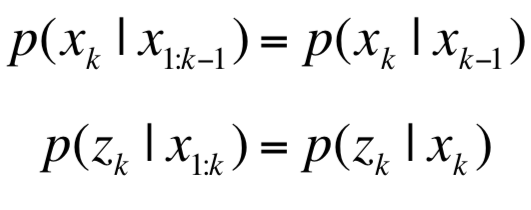 p(x_k | x_{1:k-1}) = p(x_k | x_{k-1})
p(z_k | x_{1:k}) = p(z_k | x_k)